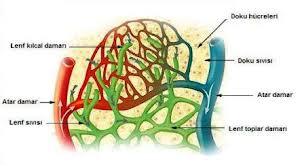 Doku hücreleri
Lenf kılcal damarı
Doku sıvısı
Atar damar
Atar damar
Lenf sıvısı
Lenf toplar damarı